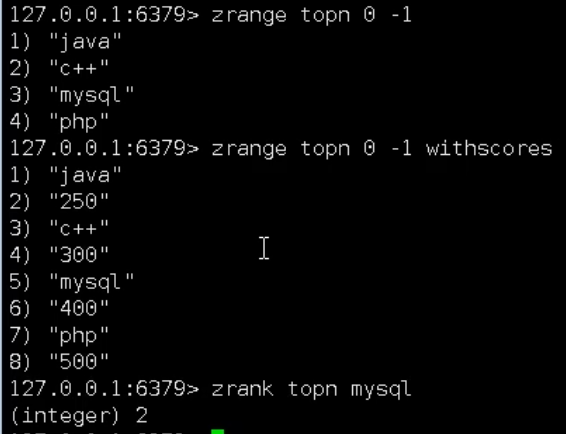 127.0.0.1:6379> zrange topn 0 -1
1) "java"
2) "c++"
3) "mysql"
4) "php"
127.0.0.1:6379> zrange topn 0 -1 withscores
1) "java"
2) "250"
3) "c++"
4) "300"
5) "mysql"
6) "400"
7) "php"
8) "500"
127.0.0.1:6379> zrank topn mysql
(integer) 2